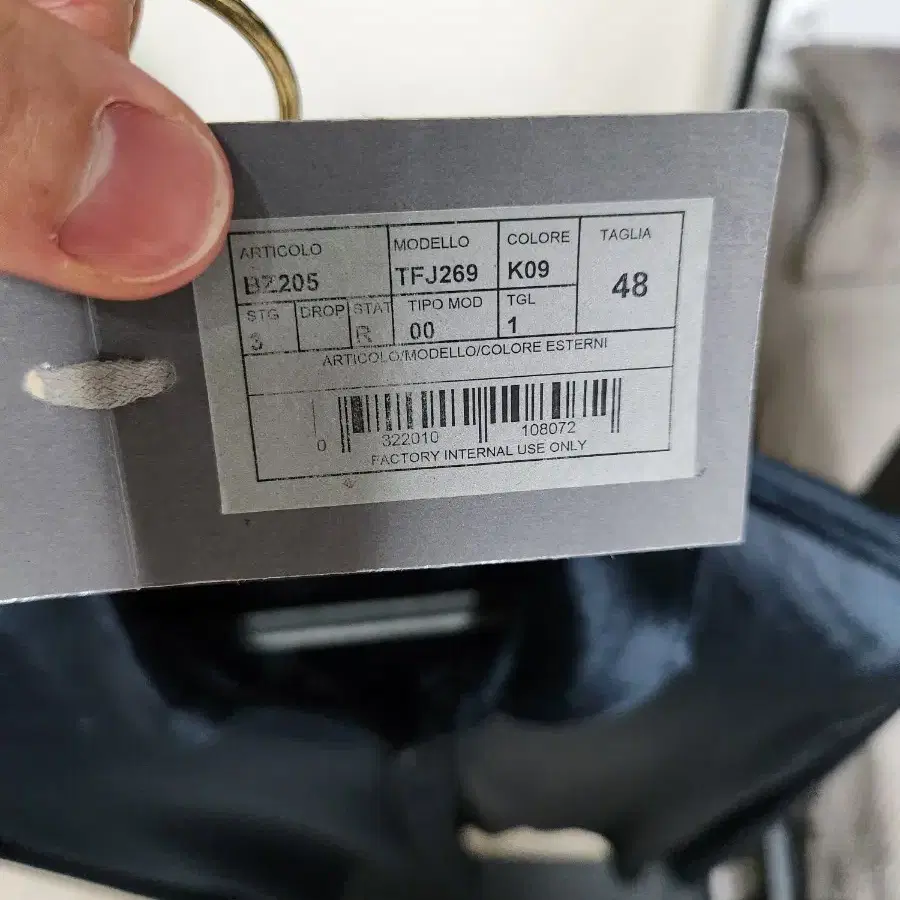 ARTICOLO MODELLO COLORE TAGLIA
BZ205 TFJ269 K09 48
STG DROP STAT TIPO MOD TGL
3 R 00 1
ARTICOLO/MODELLO/COLORE ESTERNI
0 322010 108072
FACTORY INTERNAL USE ONLY